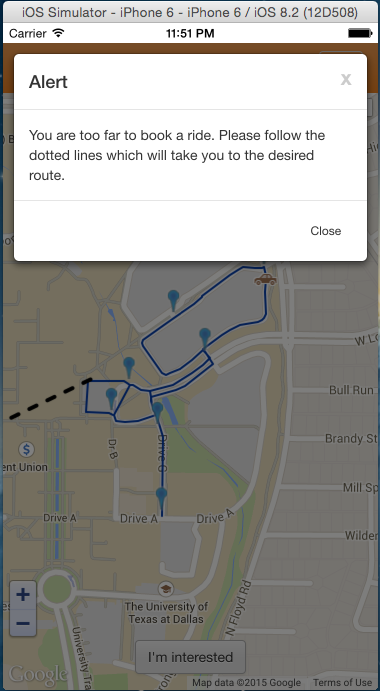 iOS Simulator - iPhone 6 - iPhone 6 / iOS 8.2 (12D508)
Carrier 11:51 PM
Alert x
You are too far to book a ride. Please follow the
dotted lines which will take you to the desired
route.
Close
W Lo
Bull Run
Brandy St
ent Union
Dr B
Drive C
Mill Sp
Drive A
Drive A
Drive A
Wilder
+
−
The University of
Texas at Dallas
N Floyd Rd
University
I'm interested
Google
Map data ©2015 Google Terms of Use